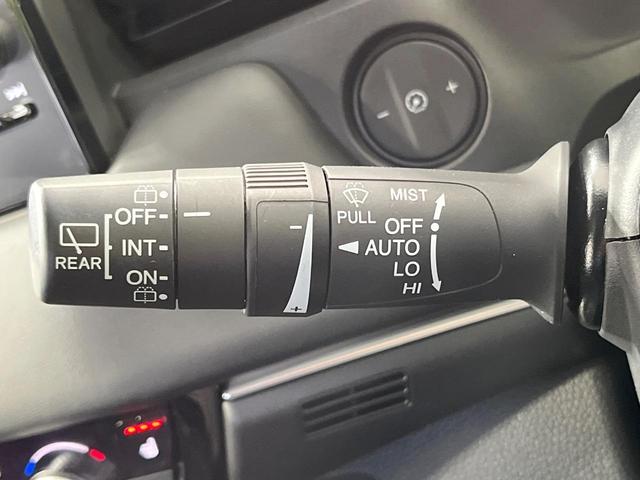 REAR
OFF
INT
ON
PULL
MIST
OFF
AUTO
LO
HI